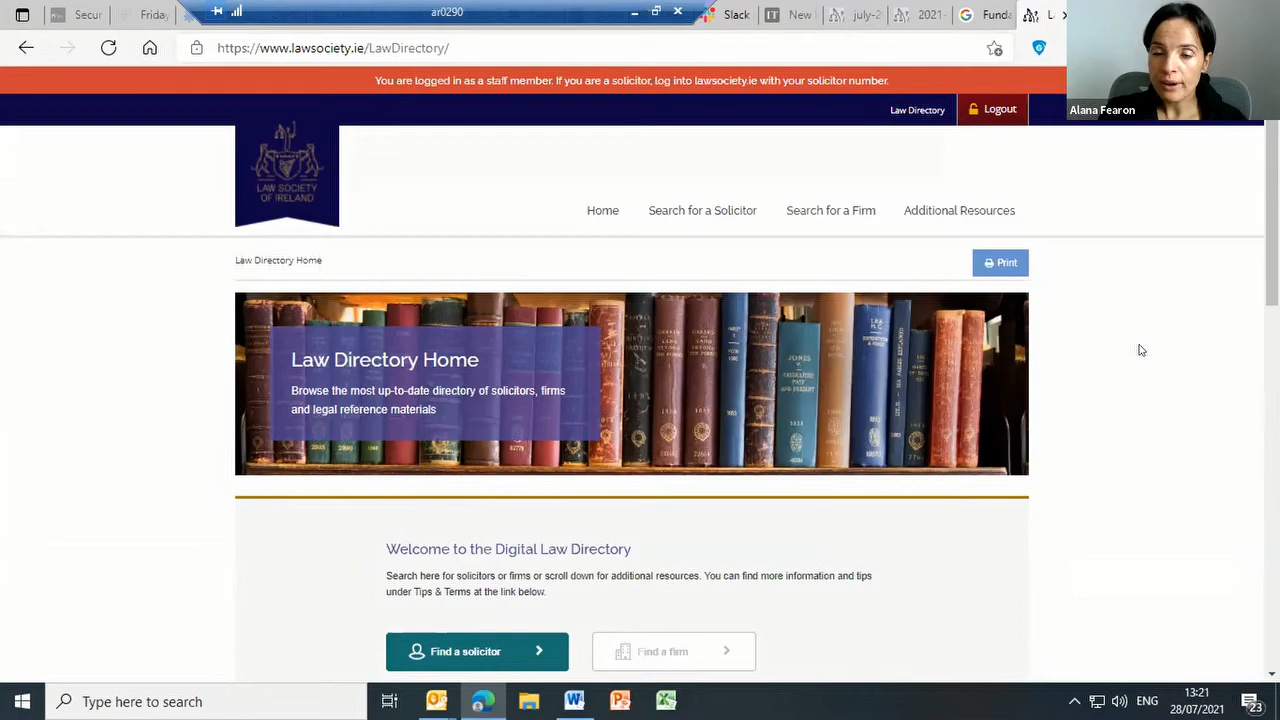 Secu
Friday
ar0290
Slack
New
july-2
2021-
Funda
https://www.lawsociety.ie/LawDirectory/
You are logged in as a staff member. If you are a solicitor, log into lawsociety.ie with your solicitor number.
Alana Fearon
Law Directory
Logout
LAW SOCIETY
OF IRELAND
Home
Search for a Solicitor
Search for a Firm
Additional Resources
Law Directory Home
Print
Law Directory Home
Browse the most up-to-date directory of solicitors, firms
and legal reference materials
JONES
Welcome to the Digital Law Directory
Search here for solicitors or firms or scroll down for additional resources. You can find more information and tips
under Tips & Terms at the link below.
Find a solicitor
Find a firm
Type here to search
ENG
13:21
28/07/2021
23